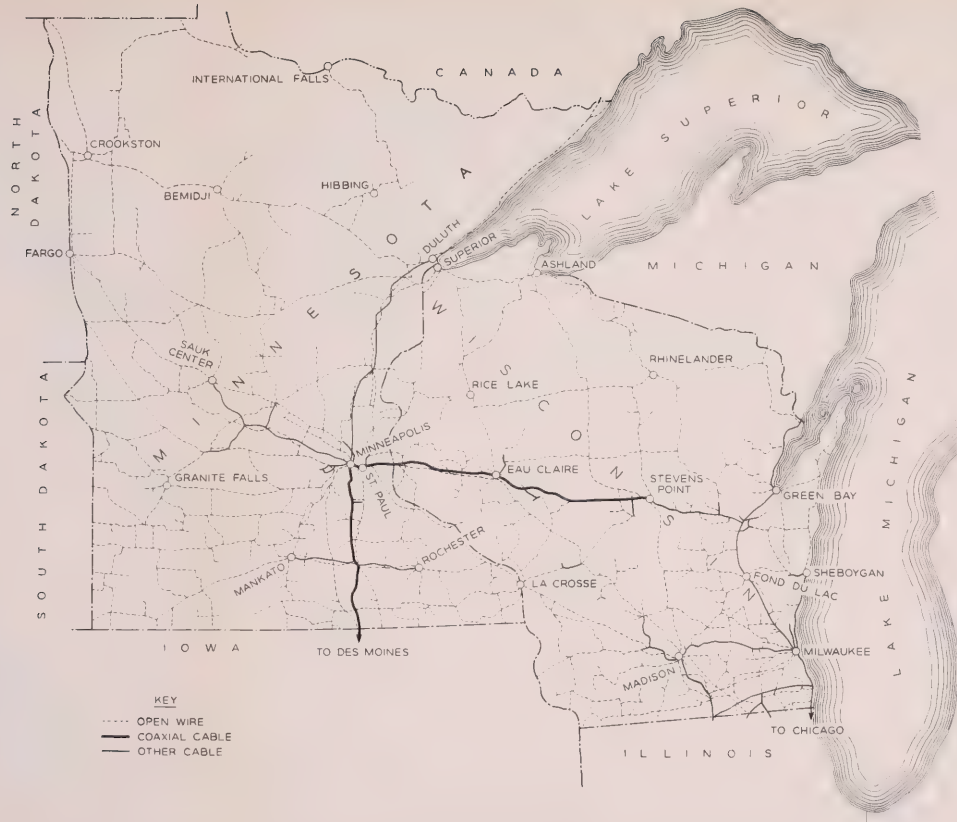 INTERNATIONAL FALLS
CANADA
NORTH
DAKOTA
CROOKSTON
LAKE SUPERIOR
BEMIDJI
HIBBING
FARGO
DULUTH
SUPERIOR
ASHLAND
MICHIGAN
MINNESOTA
WISCONSIN
SAUK
CENTER
RHINELANDER
RICE LAKE
SOUTH DAKOTA
MINNEAPOLIS
ST PAUL
GRANITE FALLS
EAU CLAIRE
STEVENS
POINT
GREEN BAY
LAKE MICHIGAN
MANKATO
ROCHESTER
LA CROSSE
FOND DU LAC
SHEBOYGAN
IOWA
TO DES MOINES
MADISON
MILWAUKEE
TO CHICAGO
ILLINOIS
KEY
OPEN WIRE
COAXIAL CABLE
OTHER CABLE